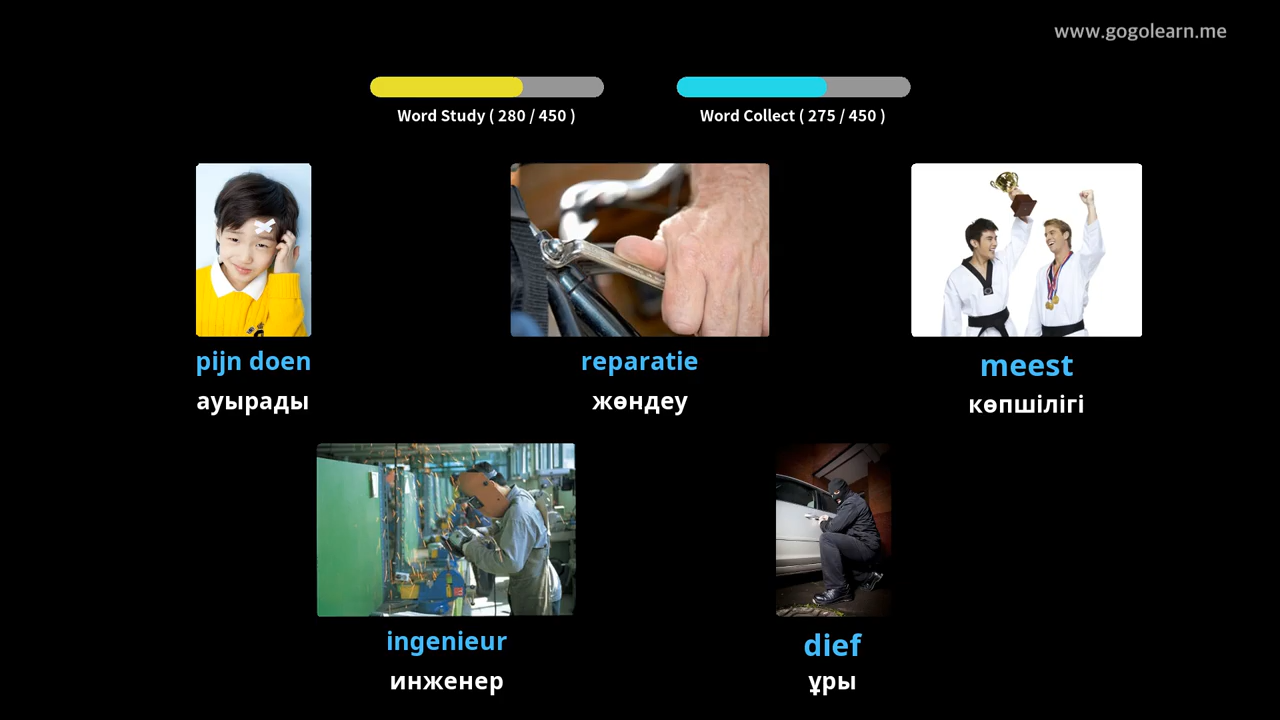 www.gogolearn.me
Word Study ( 280 / 450 )
Word Collect ( 275 / 450 )
pijn doen
ауырады
reparatie
жөндеу
meest
көпшілігі
ingenieur
инженер
dief
ұры